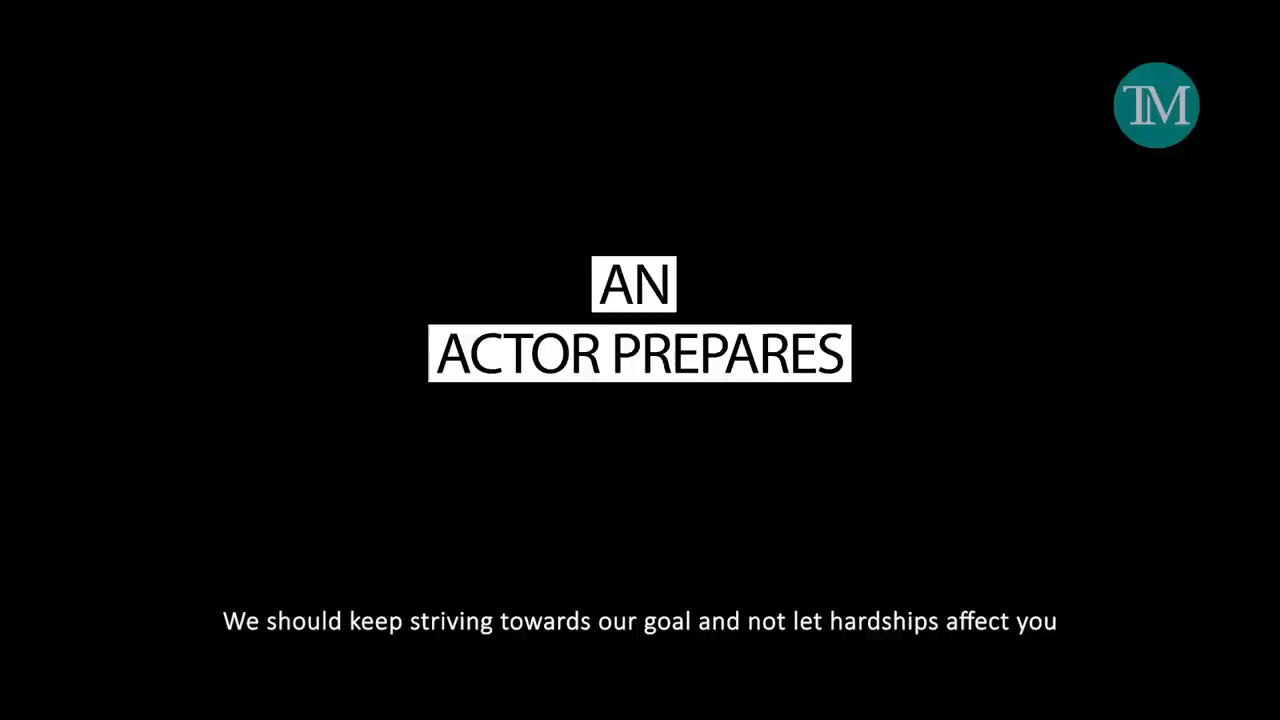 TM
AN
ACTOR PREPARES
We should keep striving towards our goal and not let hardships affect you